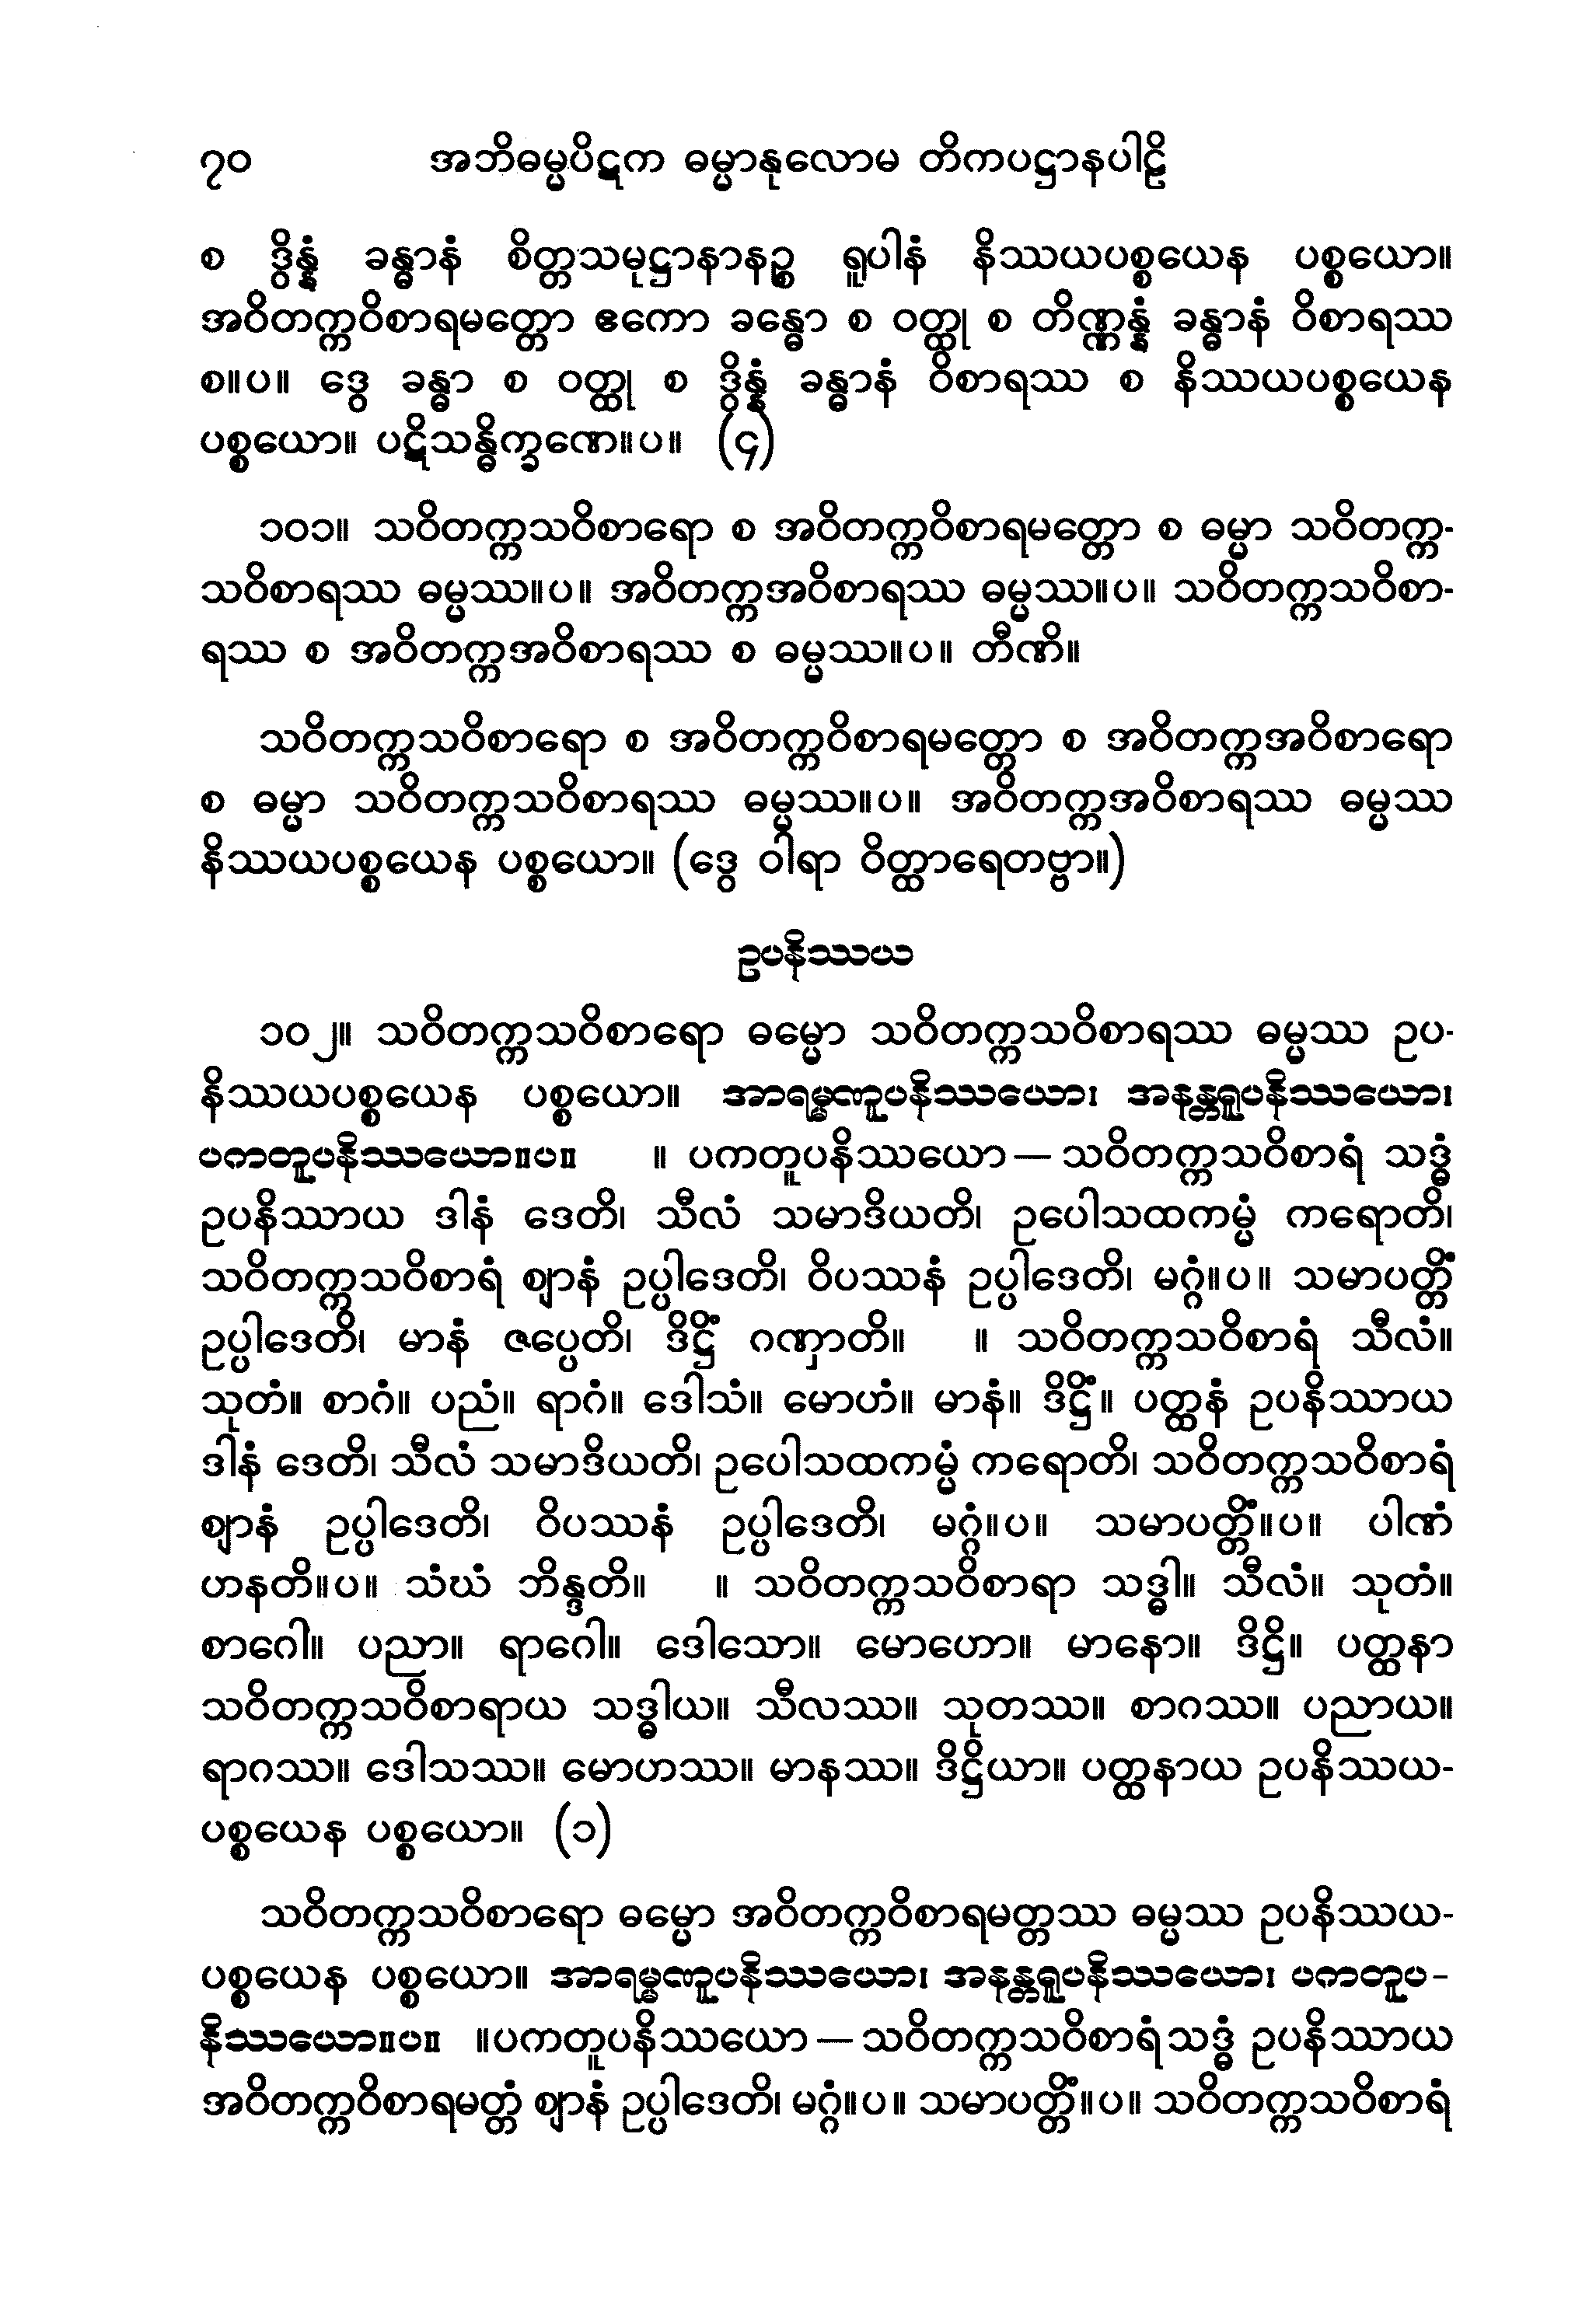 ၇၀ အဘိဓမ္မပိဋက ဓမ္မာနုလောမ တိကပဋ္ဌာနပါဠိ
စ ဒွိန္နံ ခန္ဓာနံ စိတ္တသမုဋ္ဌာနာနဉ္စ ရူပါနံ နိဿယပစ္စယေန ပစ္စယော။
အဝိတက္ကဝိစာရမတ္တော ဧကော ခန္ဓော စ ဝတ္ထု စ တိဏ္ဏန္နံ ခန္ဓာနံ ဝိစာရဿ
စ။ပ။ ဒွေ ခန္ဓာ စ ဝတ္ထု စ ဒွိန္နံ ခန္ဓာနံ ဝိစာရဿ စ နိဿယပစ္စယေန
ပစ္စယော။ ပဋိသန္ဓိက္ခဏေ။ပ။ (၄)
၁၀၁။ သဝိတက္ကသဝိစာရော စ အဝိတက္ကဝိစာရမတ္တော စ ဓမ္မာ သဝိတက္က-
သဝိစာရဿ ဓမ္မဿ။ပ။ အဝိတက္ကအဝိစာရဿ ဓမ္မဿ။ပ။ သဝိတက္ကသဝိစာ-
ရဿ စ အဝိတက္ကအဝိစာရဿ စ ဓမ္မဿ။ပ။ တီဏိ။
သဝိတက္ကသဝိစာရော စ အဝိတက္ကဝိစာရမတ္တော စ အဝိတက္ကအဝိစာရော
စ ဓမ္မာ သဝိတက္ကသဝိစာရဿ ဓမ္မဿ။ပ။ အဝိတက္ကအဝိစာရဿ ဓမ္မဿ
နိဿယပစ္စယေန ပစ္စယော။ (ဒွေ ဝါရာ ဝိတ္ထာရေတဗ္ဗာ။)
ဥပနိဿယ
၁၀၂။ သဝိတက္ကသဝိစာရော ဓမ္မော သဝိတက္ကသဝိစာရဿ ဓမ္မဿ ဥပ-
နိဿယပစ္စယေန ပစ္စယော။ အာရမ္မဏူပနိဿယော၊ အနန္တရူပနိဿယော၊
ပကတူပနိဿယော။ပ။ ။ ပကတူပနိဿယော — သဝိတက္ကသဝိစာရံ သဒ္ဓံ
ဥပနိဿာယ ဒါနံ ဒေတိ၊ သီလံ သမာဒိယတိ၊ ဥပေါသထကမ္မံ ကရောတိ၊
သဝိတက္ကသဝိစာရံ ဈာနံ ဥပ္ပါဒေတိ၊ ဝိပဿနံ ဥပ္ပါဒေတိ၊ မဂ္ဂံ။ပ။ သမာပတ္တိံ
ဥပ္ပါဒေတိ၊ မာနံ ဇပ္ပေတိ၊ ဒိဋ္ဌိံ ဂဏှာတိ။ ။ သဝိတက္ကသဝိစာရံ သီလံ။
သုတံ။ စာဂံ။ ပညံ။ ရာဂံ။ ဒေါသံ။ မောဟံ။ မာနံ။ ဒိဋ္ဌိံ။ ပတ္ထနံ ဥပနိဿာယ
ဒါနံ ဒေတိ၊ သီလံ သမာဒိယတိ၊ ဥပေါသထကမ္မံ ကရောတိ၊ သဝိတက္ကသဝိစာရံ
ဈာနံ ဥပ္ပါဒေတိ၊ ဝိပဿနံ ဥပ္ပါဒေတိ၊ မဂ္ဂံ။ပ။ သမာပတ္တိံ။ပ။ ပါဏံ
ဟနတိ။ပ။ သံဃံ ဘိန္ဒတိ။ ။ သဝိတက္ကသဝိစာရာ သဒ္ဓါ။ သီလံ။ သုတံ။
စာဂေါ။ ပညာ။ ရာဂေါ။ ဒေါသော။ မောဟော။ မာနော။ ဒိဋ္ဌိ။ ပတ္ထနာ
သဝိတက္ကသဝိစာရာယ သဒ္ဓါယ။ သီလဿ။ သုတဿ။ စာဂဿ။ ပညာယ။
ရာဂဿ။ ဒေါသဿ။ မောဟဿ။ မာနဿ။ ဒိဋ္ဌိယာ။ ပတ္ထနာယ ဥပနိဿယ-
ပစ္စယေန ပစ္စယော။ (၁)
သဝိတက္ကသဝိစာရော ဓမ္မော အဝိတက္ကဝိစာရမတ္တဿ ဓမ္မဿ ဥပနိဿယ-
ပစ္စယေန ပစ္စယော။ အာရမ္မဏူပနိဿယော၊ အနန္တရူပနိဿယော၊ ပကတူပ-
နိဿယော။ပ။ ။ပကတူပနိဿယော — သဝိတက္ကသဝိစာရံ သဒ္ဓံ ဥပနိဿာယ
အဝိတက္ကဝိစာရမတ္တံ ဈာနံ ဥပ္ပါဒေတိ၊ မဂ္ဂံ။ပ။ သမာပတ္တိံ။ပ။ သဝိတက္ကသဝိစာရံ